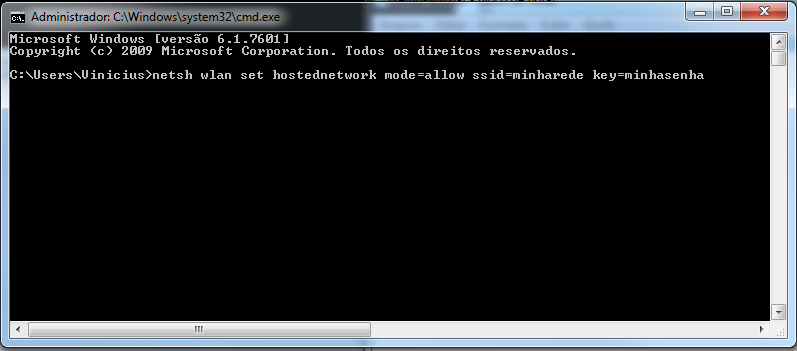 Administrador: C:\Windows\system32\cmd.exe
Microsoft Windows [versão 6.1.7601]
Copyright (c) 2009 Microsoft Corporation. Todos os direitos reservados.
C:\Users\Vinicius>netsh wlan set hostednetwork mode=allow ssid=minharede key=minhasenha